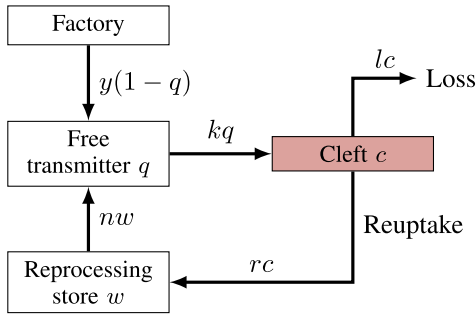 Factory
y(1 − q)
Free
transmitter q
kq
Cleft c
lc
Loss
nw
Reuptake
Reprocessing
store w
rc